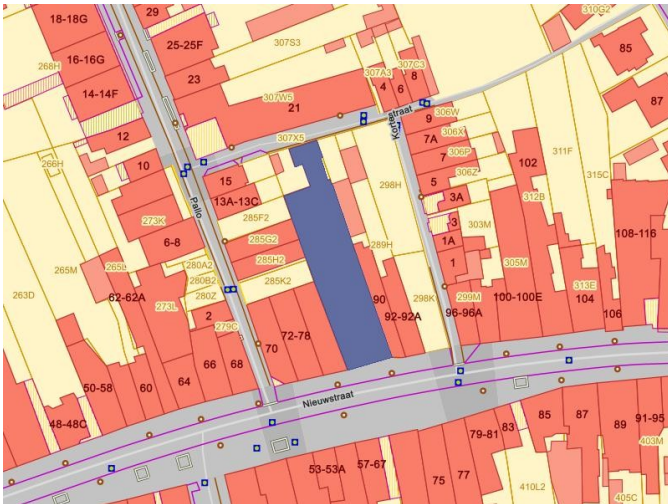 18-18G
29
310G2
25-25F
307S3
85
268H
16-16G
307C3
307A3
8
23
14-14F
307W5
4
6
87
21
straat
306W
9
12
307X5
Korte
7A
306X
102
311F
266H
10
298H
7
306P
315C
15
5
306Z
13A-13C
3A
312B
Pallo
285F2
273K
3
303M
6-8
285G2
289H
1A
108-116
265M
265b
280A2
285H2
1
305M
263D
280B2
285K2
313E
62-62A
280Z
90
298K
299M
100-100E
104
273L
2
92-92A
96-96A
106
279C
72-78
70
66
68
50-58
60
64
Nieuwstraat
48-48C
85
87
89
91-95
83
79-81
403M
53-53A
57-67
75
77
410L2
405C